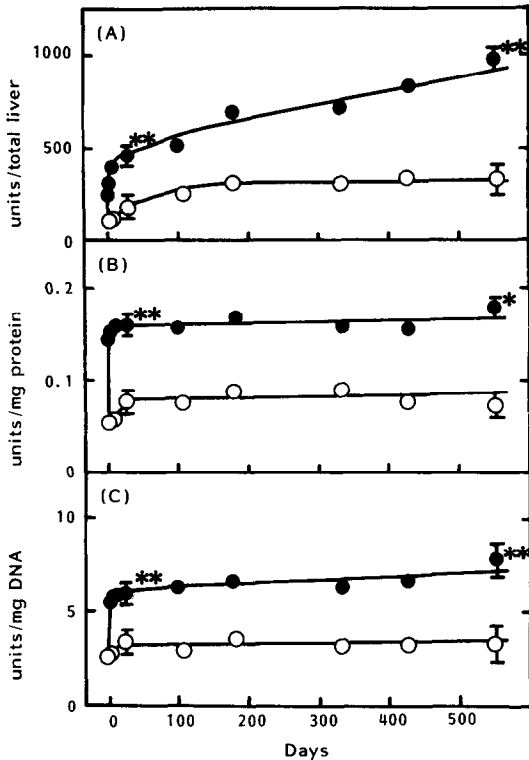 (A)
1000
500
0
units/total liver
**
**
(B)
0. 2
0. 1
0
units/mg protein
**
*
(C)
10
5
0
units/mg DNA
**
**
0 100 200 300 400 500
Days